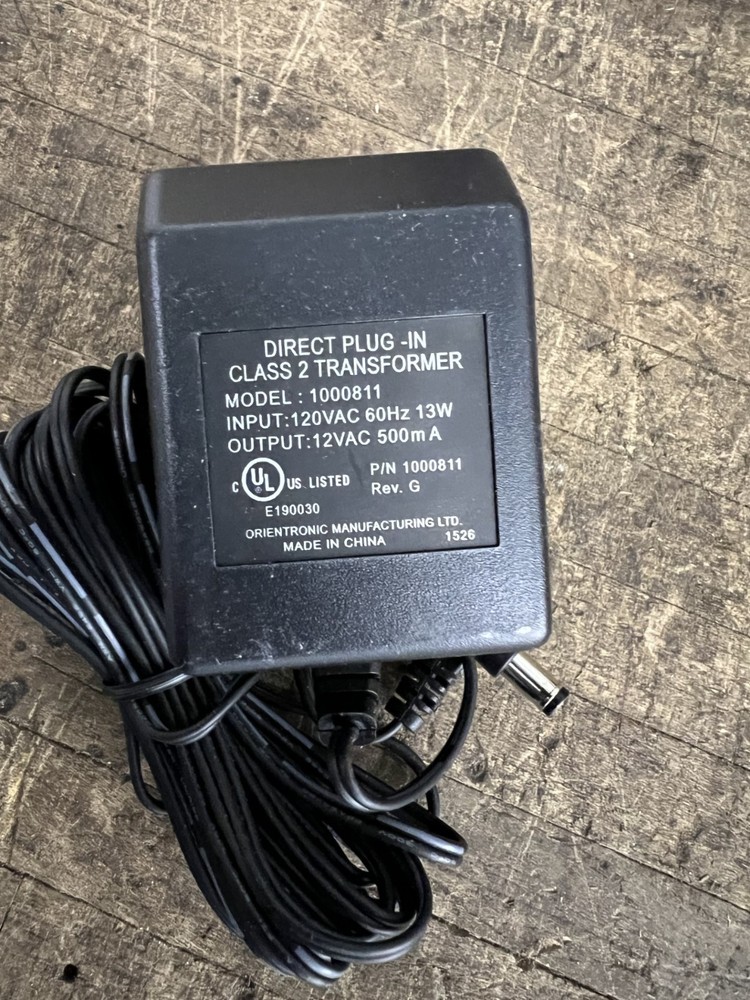 DIRECT PLUG -IN
CLASS 2 TRANSFORMER
MODEL : 1000811
INPUT:120VAC 60Hz 13W
OUTPUT:12VAC 500mA
C UL US LISTED
P/N 1000811
Rev. G
E190030
ORIENTRONIC MANUFACTURING LTD.
MADE IN CHINA 1526